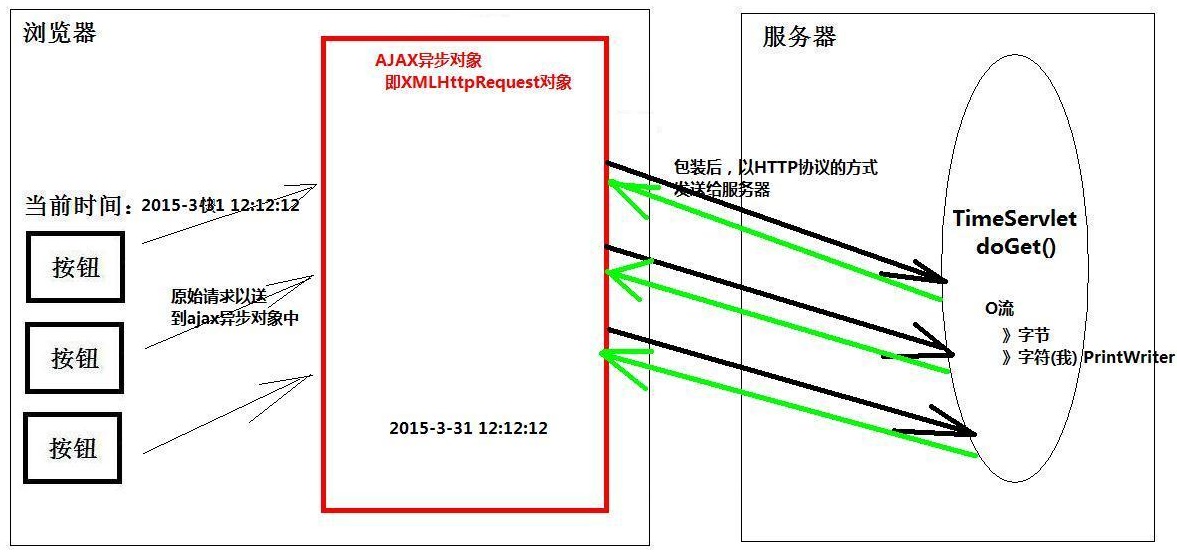 浏览器
AJAX异步对象
即XMLHttpRequest对象
当前时间：2015-3快1 12:12:12
按钮
按钮
按钮
原始请求以送
到ajax异步对象中
2015-3-31 12:12:12
包装后，以HTTP协议的方式
发送给服务器
服务器
TimeServlet
doGet()
O流
》字节
》字符(我) PrintWriter